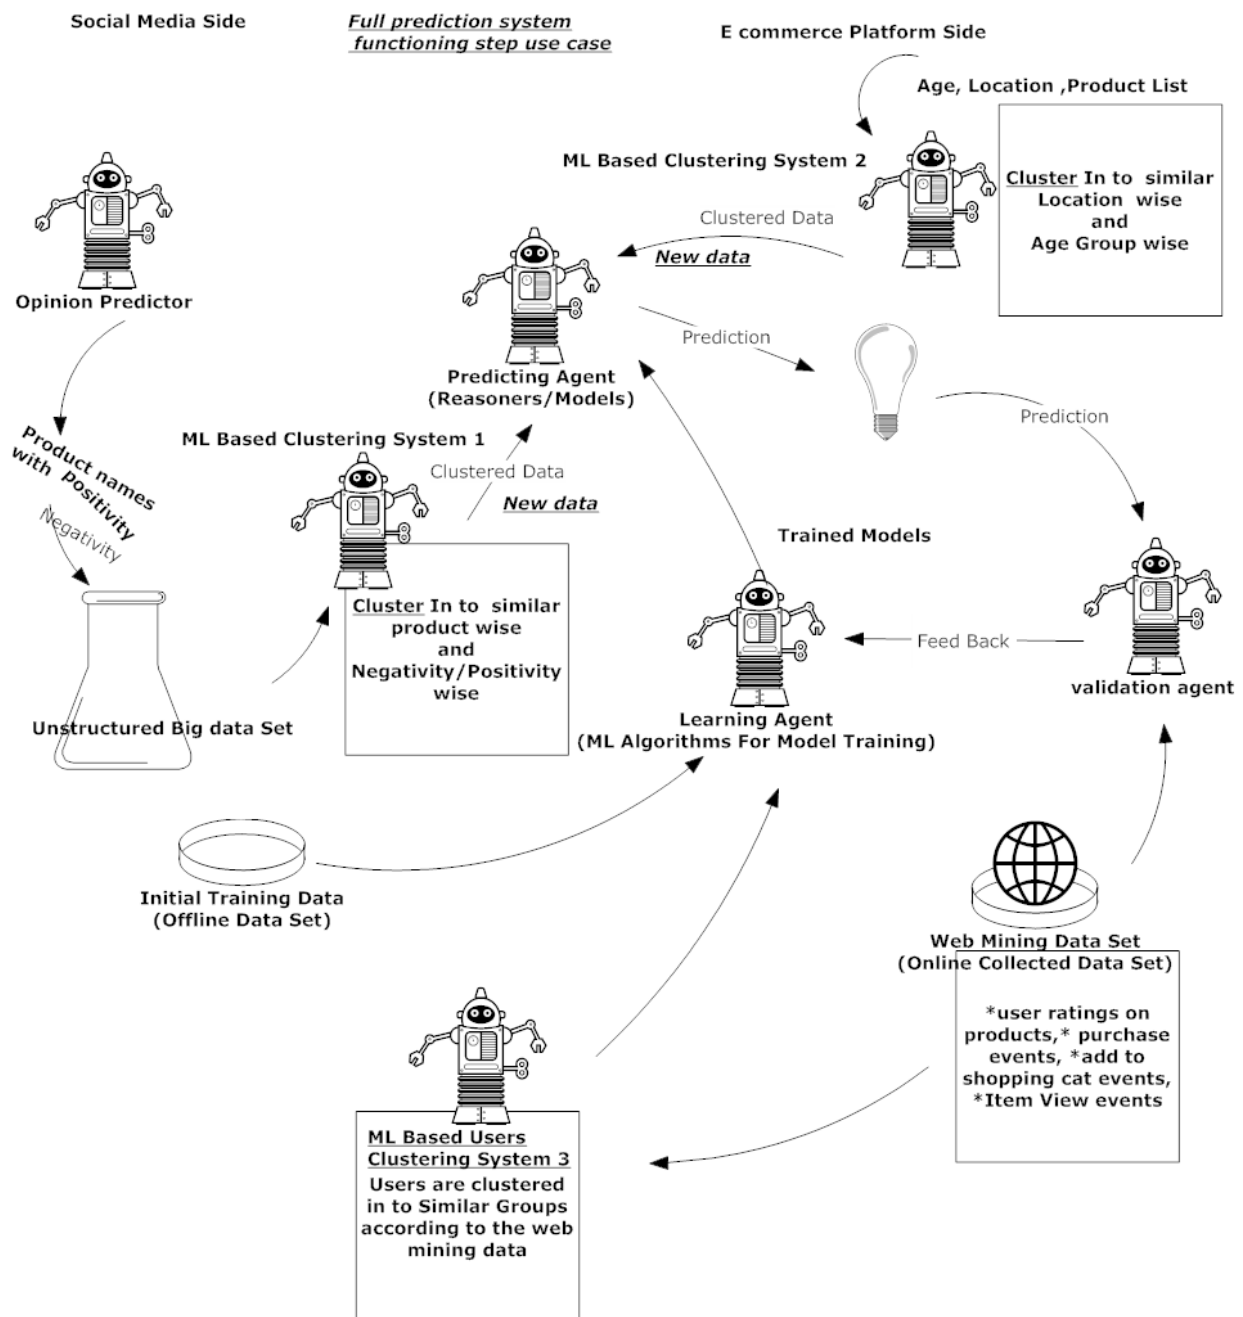 Social Media Side
Full prediction system
functioning step use case
E commerce Platform Side
Age, Location ,Product List
ML Based Clustering System 2
Cluster In to similar
Location wise
and
Age Group wise
Clustered Data
New data
Opinion Predictor
Prediction
Predicting Agent
(Reasoners/Models)
Prediction
ML Based Clustering System 1
Product names
with positivity
Negativity
Clustered Data
New data
Trained Models
Cluster In to similar
product wise
and
Negativity/Positivity
wise
Feed Back
validation agent
Unstructured Big data Set
Learning Agent
(ML Algorithms For Model Training)
Initial Training Data
(Offline Data Set)
Web Mining Data Set
(Online Collected Data Set)
*user ratings on
products,* purchase
events, *add to
shopping cat events,
*Item View events
ML Based Users
Clustering System 3
Users are clustered
in to Similar Groups
according to the web
mining data